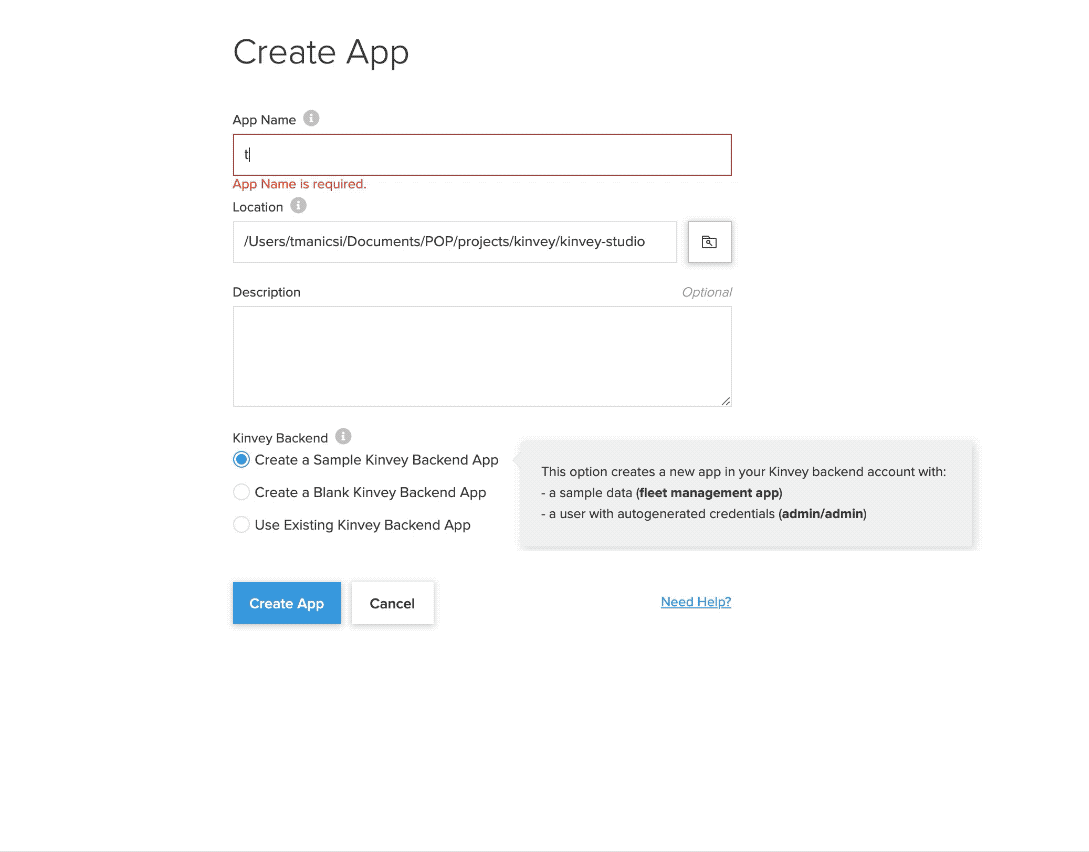 Create App
App Name
t
App Name is required.
Location
/Users/tmanicsi/Documents/POP/projects/kinvey/kinvey-studio
Description Optional
Kinvey Backend
Create a Sample Kinvey Backend App
Create a Blank Kinvey Backend App
Use Existing Kinvey Backend App
This option creates a new app in your Kinvey backend account with:
- a sample data (fleet management app)
- a user with autogenerated credentials (admin/admin)
Create App Cancel Need Help?